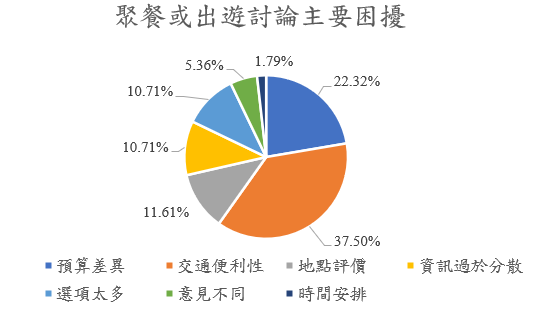 聚餐或出遊討論主要困擾
1.79%
5.36%
22.32%
10.71%
10.71%
11.61%
37.50%
預算差異 交通便利性 地點評價 資訊過於分散
選項太多 意見不同 時間安排